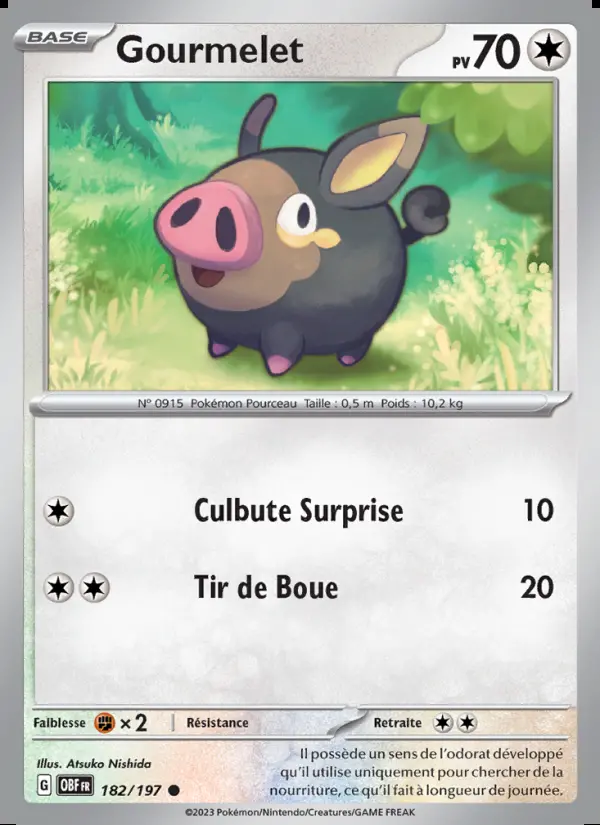 BASE
Gourmelet
PV 70
N° 0915 Pokémon Pourceau Taille : 0,5 m Poids : 10,2 kg
Culbute Surprise 10
Tir de Boue 20
Faiblesse ×2 Résistance Retraite
Illus. Atsuko Nishida
G OBF FR 182/197
Il possède un sens de l'odorat développé
qu'il utilise uniquement pour chercher de la
nourriture, ce qu'il fait à longueur de journée.
©2023 Pokémon/Nintendo/Creatures/GAME FREAK